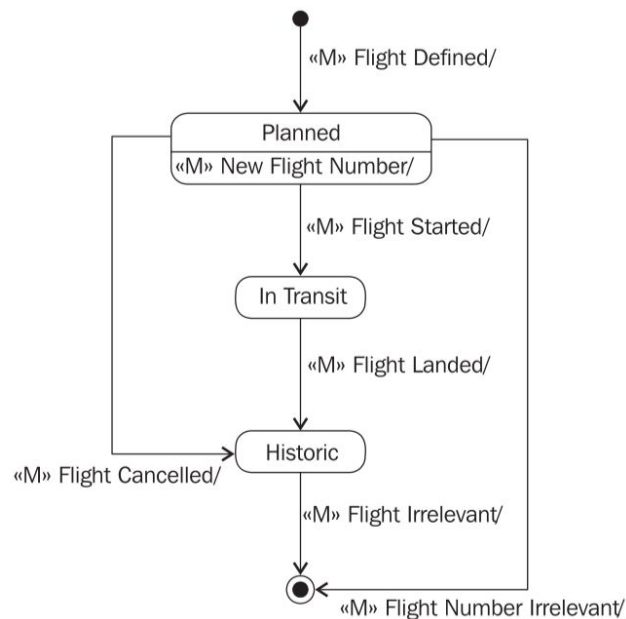 «M» Flight Defined/
Planned
«M» New Flight Number/
«M» Flight Started/
In Transit
«M» Flight Landed/
Historic
«M» Flight Cancelled/
«M» Flight Irrelevant/
«M» Flight Number Irrelevant/